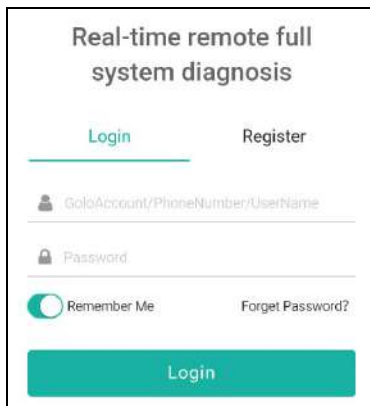 Real-time remote full
system diagnosis
Login Register
GoloAccount/PhoneNumber/UserName
Password
Remember Me Forget Password?
Login